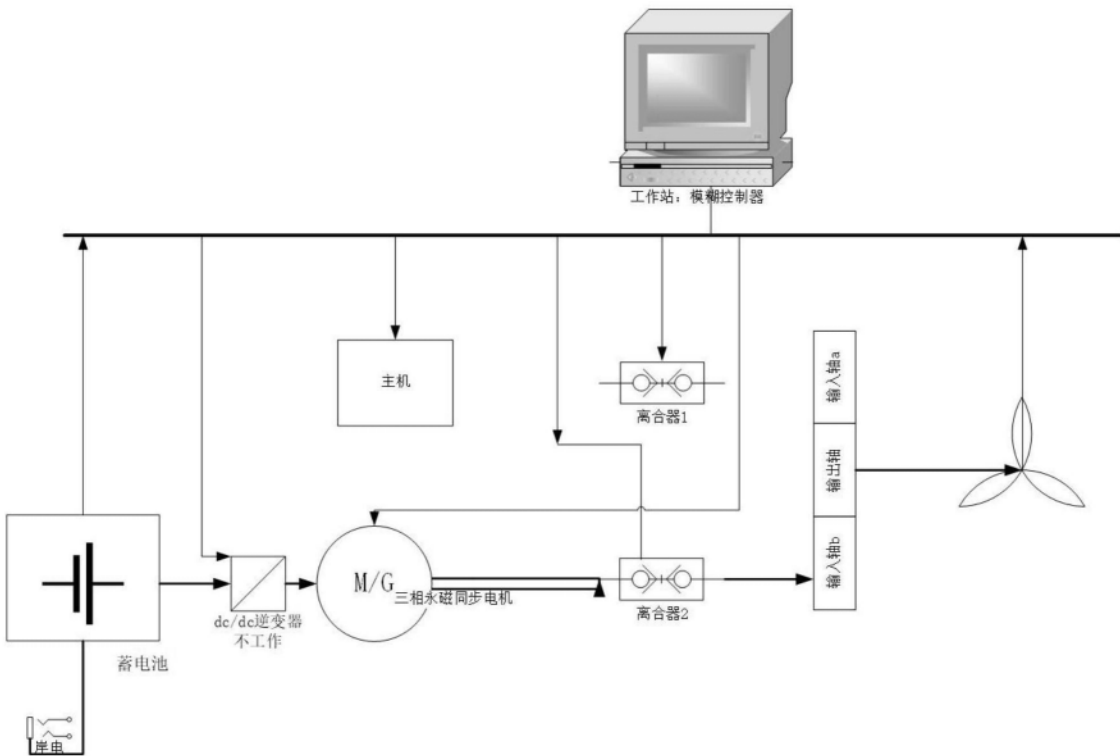 工作站：模糊控制器
主机
离合器1
输入轴a
输出轴
输入轴b
M/G
三相永磁同步电机
离合器2
dc/dc逆变器
不工作
蓄电池
岸电